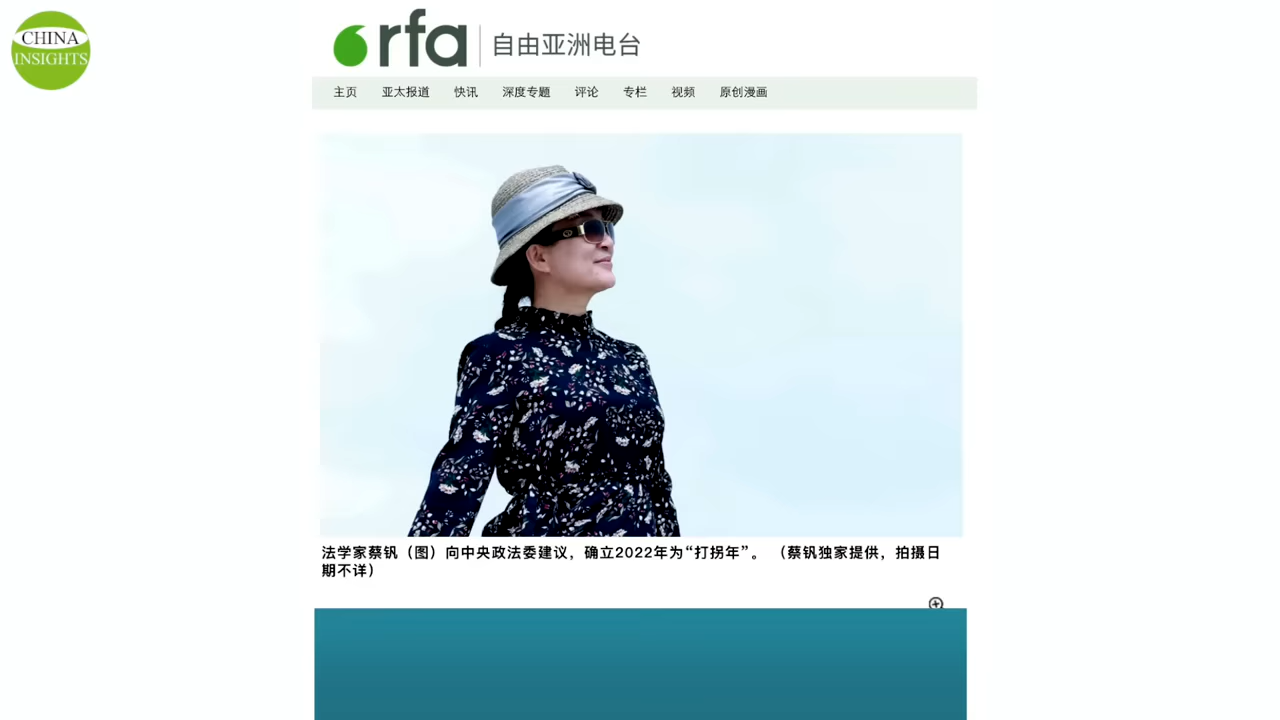 CHINA
INSIGHTS
rfa 自由亚洲电台
主页 亚太报道 快讯 深度专题 评论 专栏 视频 原创漫画
法学家蔡钒（图）向中央政法委建议，确立2022年为“打拐年”。 （蔡钒独家提供，拍摄日
期不详）